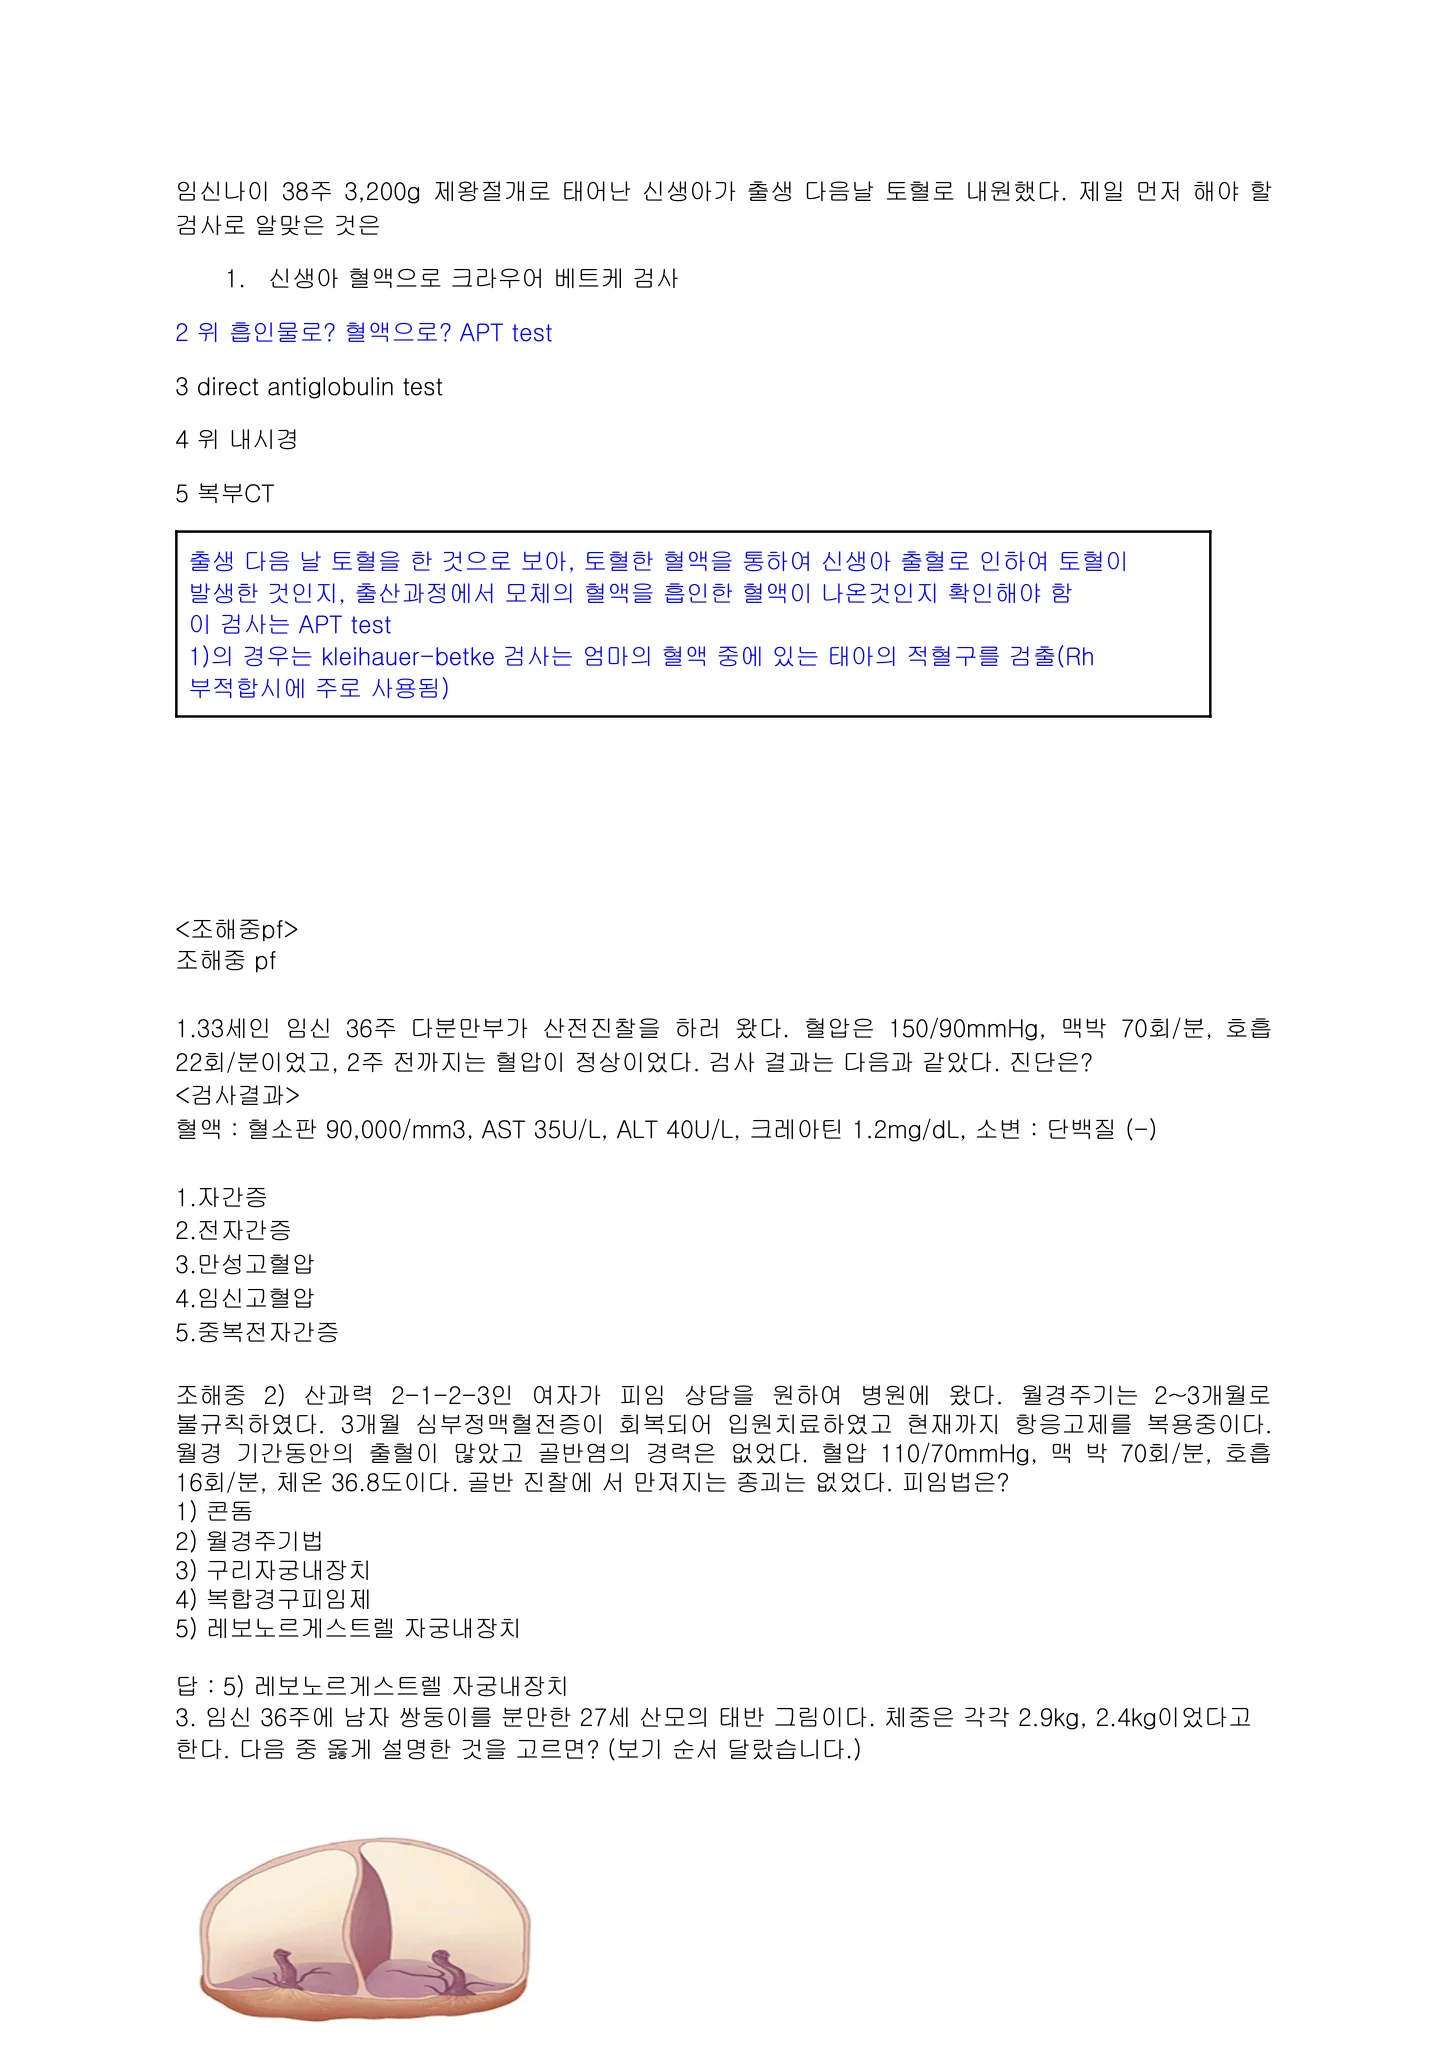 임신나이 38주 3,200g 제왕절개로 태어난 신생아가 출생 다음날 토혈로 내원했다. 제일 먼저 해야 할
검사로 알맞은 것은
1. 신생아 혈액으로 크라우어 베트케 검사
2 위 흡인물로? 혈액으로? APT test
3 direct antiglobulin test
4 위 내시경
5 복부CT
출생 다음 날 토혈을 한 것으로 보아, 토혈한 혈액을 통하여 신생아 출혈로 인하여 토혈이
발생한 것인지, 출산과정에서 모체의 혈액을 흡인한 혈액이 나온것인지 확인해야 함
이 검사는 APT test
1)의 경우는 kleihauer-betke 검사는 엄마의 혈액 중에 있는 태아의 적혈구를 검출(Rh
부적합시에 주로 사용됨)
<조해중pf>
조해중 pf
1.33세인 임신 36주 다분만부가 산전진찰을 하러 왔다. 혈압은 150/90mmHg, 맥박 70회/분, 호흡
22회/분이었고, 2주 전까지는 혈압이 정상이었다. 검사 결과는 다음과 같았다. 진단은?
<검사결과>
혈액 : 혈소판 90,000/mm3, AST 35U/L, ALT 40U/L, 크레아틴 1.2mg/dL, 소변 : 단백질 (-)
1.자간증
2.전자간증
3.만성고혈압
4.임신고혈압
5.중복전자간증
조해중 2) 산과력 2-1-2-3인 여자가 피임 상담을 원하여 병원에 왔다. 월경주기는 2~3개월로
불규칙하였다. 3개월 심부정맥혈전증이 회복되어 입원치료하였고 현재까지 항응고제를 복용중이다.
월경 기간동안의 출혈이 많았고 골반염의 경력은 없었다. 혈압 110/70mmHg, 맥 박 70회/분, 호흡
16회/분, 체온 36.8도이다. 골반 진찰에 서 만져지는 종괴는 없었다. 피임법은?
1) 콘돔
2) 월경주기법
3) 구리자궁내장치
4) 복합경구피임제
5) 레보노르게스트렐 자궁내장치
답 : 5) 레보노르게스트렐 자궁내장치
3. 임신 36주에 남자 쌍둥이를 분만한 27세 산모의 태반 그림이다. 체중은 각각 2.9kg, 2.4kg이었다고
한다. 다음 중 옳게 설명한 것을 고르면? (보기 순서 달랐습니다.)